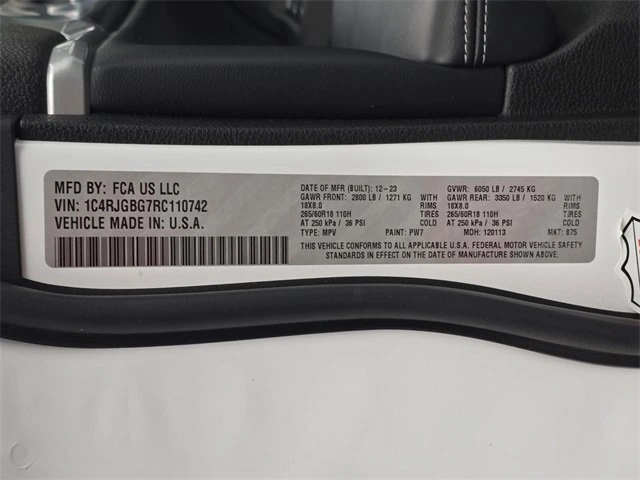 MFD BY: FCA US LLC
VIN: 1C4RJGBG7RC110742
VEHICLE MADE IN: U.S.A.
DATE OF MFR (BUILT): 12-23
GAWR FRONT: 2800 LB / 1271 KG WITH
18X8.0 RIMS
265/60R18 110H TIRES
AT 250 kPa / 36 PSI COLD
TYPE: MPV PAINT: PW7
GVWR: 6050 LB / 2745 KG
GAWR REAR: 3350 LB / 1520 KG WITH
18X8.0 RIMS
265/60R18 110H TIRES
AT 250 kPa / 36 PSI COLD
MDH: 120113 MKT: 875
THIS VEHICLE CONFORMS TO ALL APPLICABLE U.S.A. FEDERAL MOTOR VEHICLE SAFETY
STANDARDS IN EFFECT ON THE DATE OF MANUFACTURE SHOWN ABOVE.